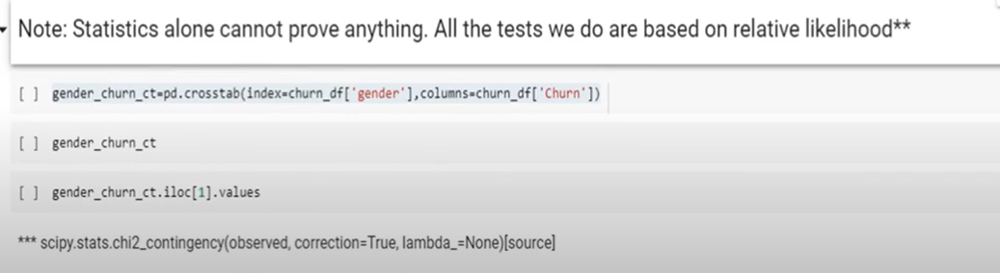 Note: Statistics alone cannot prove anything. All the tests we do are based on relative likelihood**
[ ] gender_churn_ct=pd.crosstab(index=churn_df['gender'],columns=churn_df['Churn'])
[ ] gender_churn_ct
[ ] gender_churn_ct.iloc[1].values
*** scipy.stats.chi2_contingency(observed, correction=True, lambda_=None)[source]